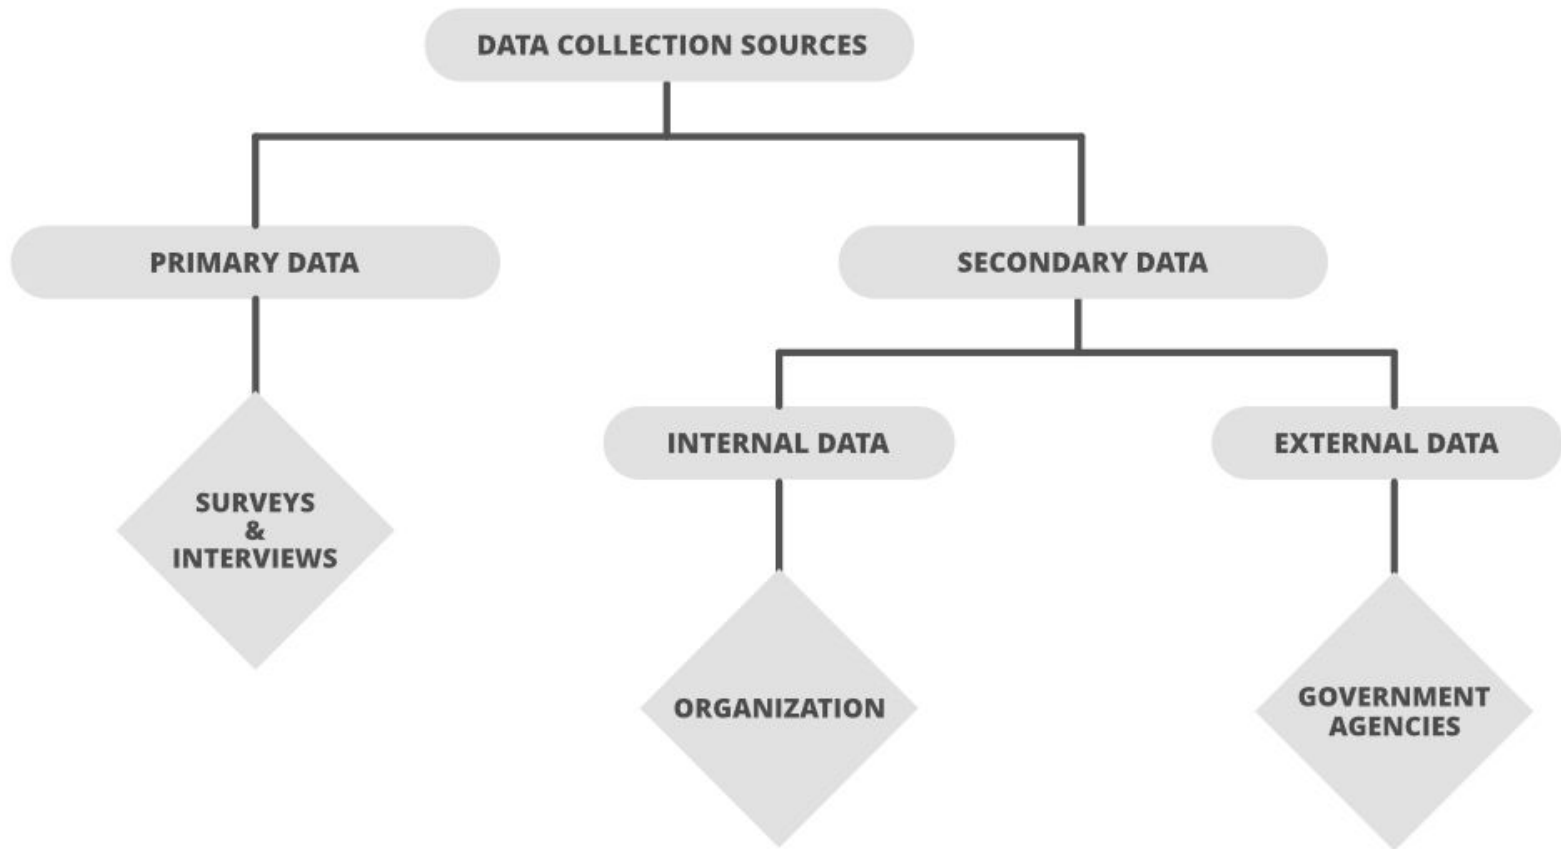 DATA COLLECTION SOURCES
PRIMARY DATA
SECONDARY DATA
INTERNAL DATA
EXTERNAL DATA
SURVEYS
&
INTERVIEWS
ORGANIZATION
GOVERNMENT
AGENCIES